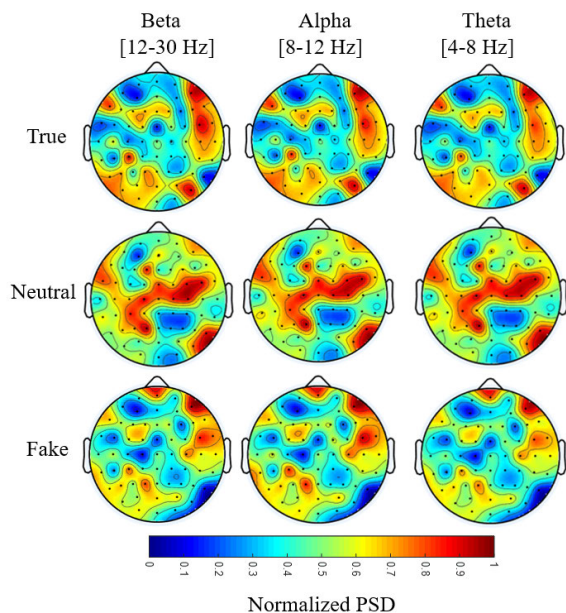 Beta Alpha Theta
[12-30 Hz] [8-12 Hz] [4-8 Hz]
True
Neutral
Fake
0 0.1 0.2 0.3 0.4 0.5 0.6 0.7 0.8 0.9 1
Normalized PSD